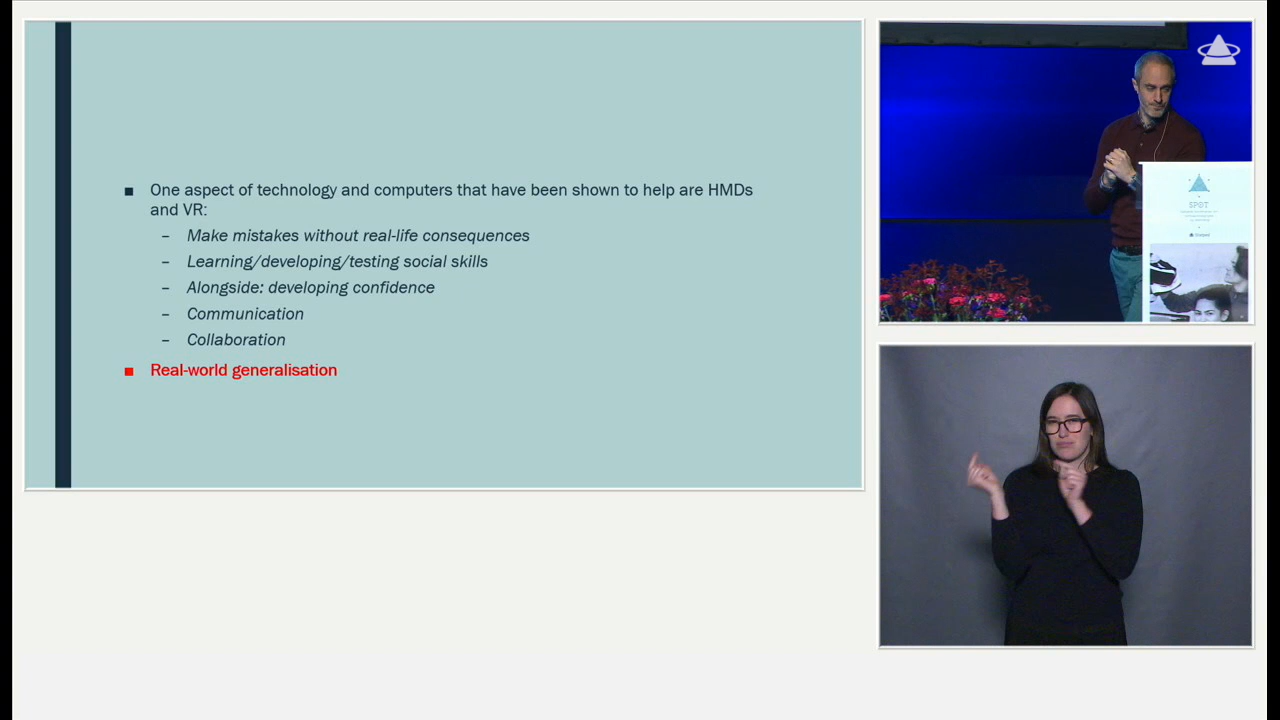 ■ One aspect of technology and computers that have been shown to help are HMDs
and VR:
– Make mistakes without real-life consequences
– Learning/developing/testing social skills
– Alongside: developing confidence
– Communication
– Collaboration
■ Real-world generalisation
SPOT